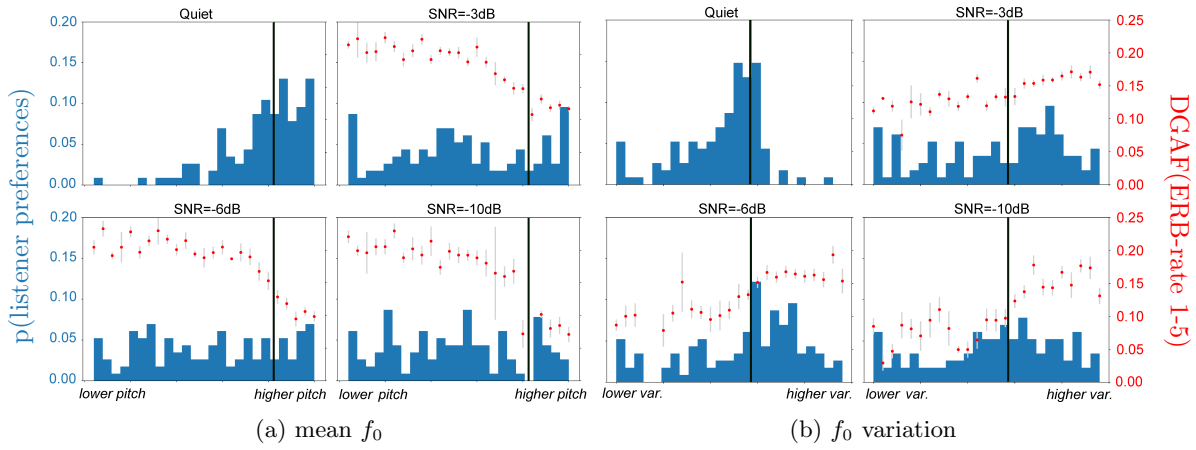 Quiet
SNR=-3dB
Quiet
SNR=-3dB
0.20
0.15
0.10
0.05
0.00
0.25
0.20
0.15
0.10
0.05
0.00
SNR=-6dB
SNR=-10dB
SNR=-6dB
SNR=-10dB
0.20
0.15
0.10
0.05
0.00
0.25
0.20
0.15
0.10
0.05
0.00
p(listener preferences)
DGAF(ERB-rate 1-5)
lower pitch
higher pitch
lower pitch
higher pitch
lower var.
higher var.
lower var.
higher var.
(a) mean f₀
(b) f₀ variation